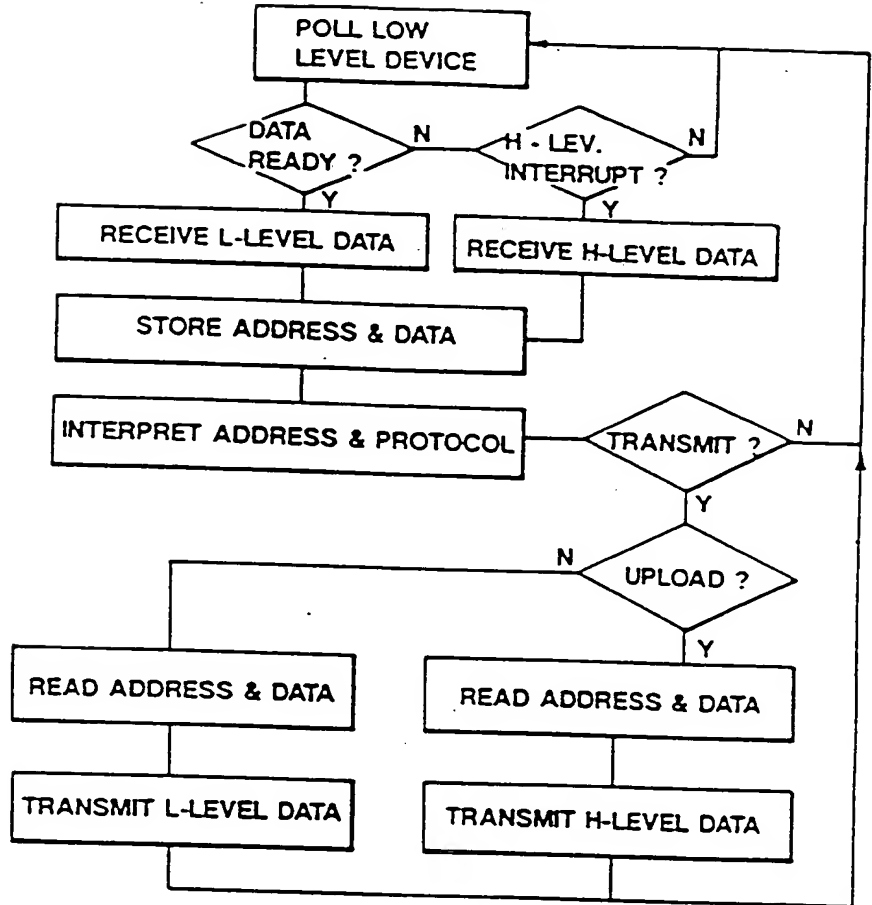 POLL LOW
LEVEL DEVICE
DATA
READY ?
N
H - LEV.
INTERRUPT ?
N
Y
Y
RECEIVE L-LEVEL DATA
RECEIVE H-LEVEL DATA
STORE ADDRESS & DATA
INTERPRET ADDRESS & PROTOCOL
TRANSMIT ?
N
Y
N
UPLOAD ?
Y
READ ADDRESS & DATA
READ ADDRESS & DATA
TRANSMIT L-LEVEL DATA
TRANSMIT H-LEVEL DATA